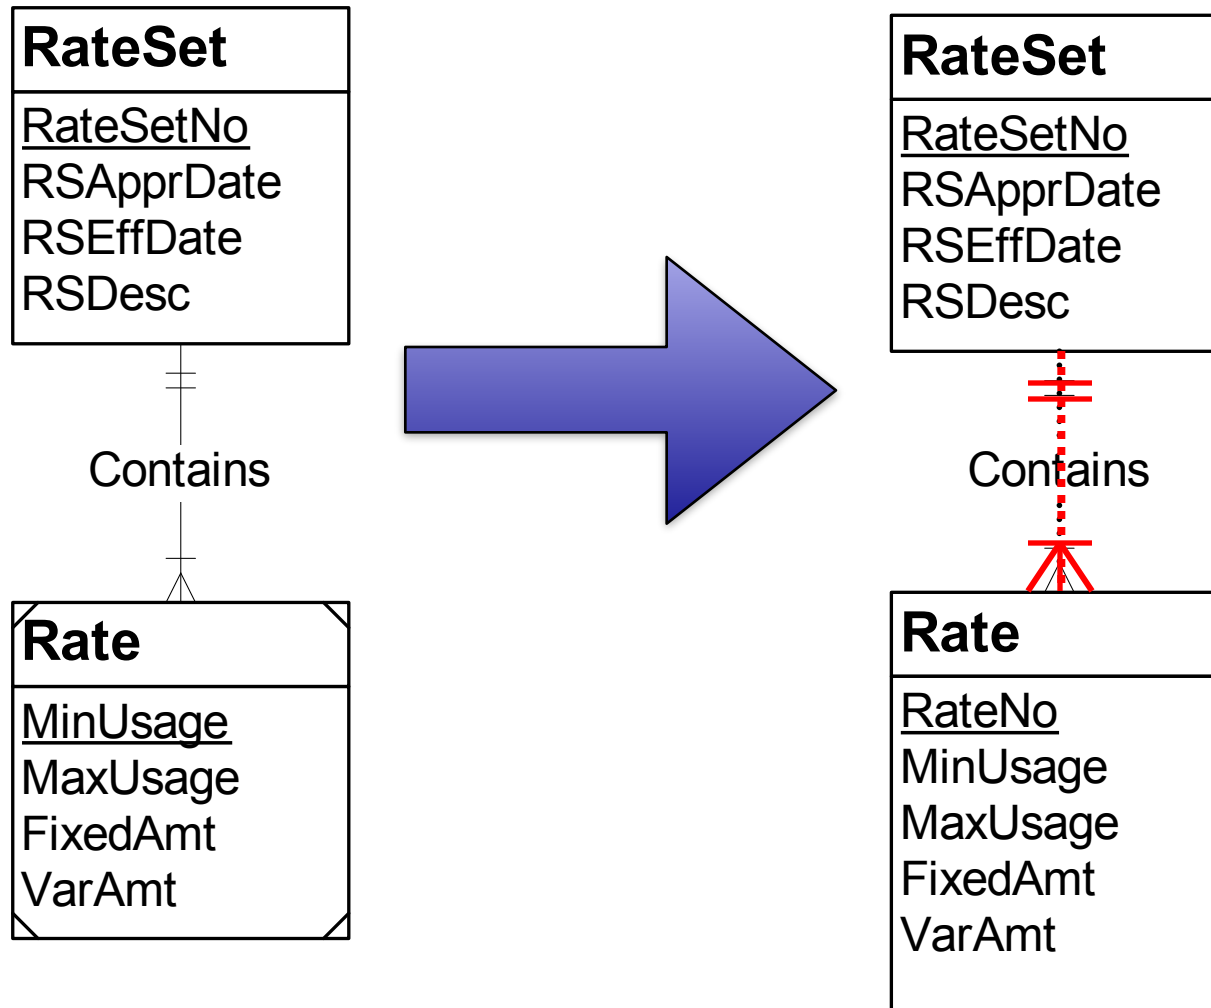 RateSet
RateSetNo
RSApprDate
RSEffDate
RSDesc
Contains
Rate
MinUsage
MaxUsage
FixedAmt
VarAmt
RateSet
RateSetNo
RSApprDate
RSEffDate
RSDesc
Contains
Rate
RateNo
MinUsage
MaxUsage
FixedAmt
VarAmt